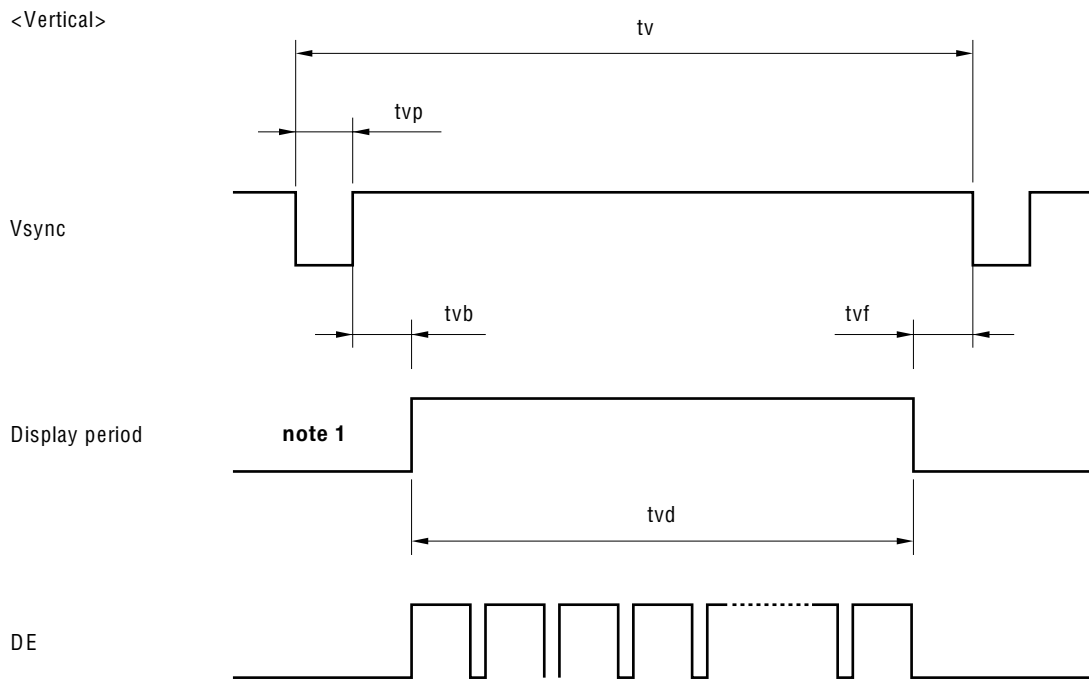 <Vertical>
tv
tvp
Vsync
tvb
tvf
Display period
note 1
tvd
DE